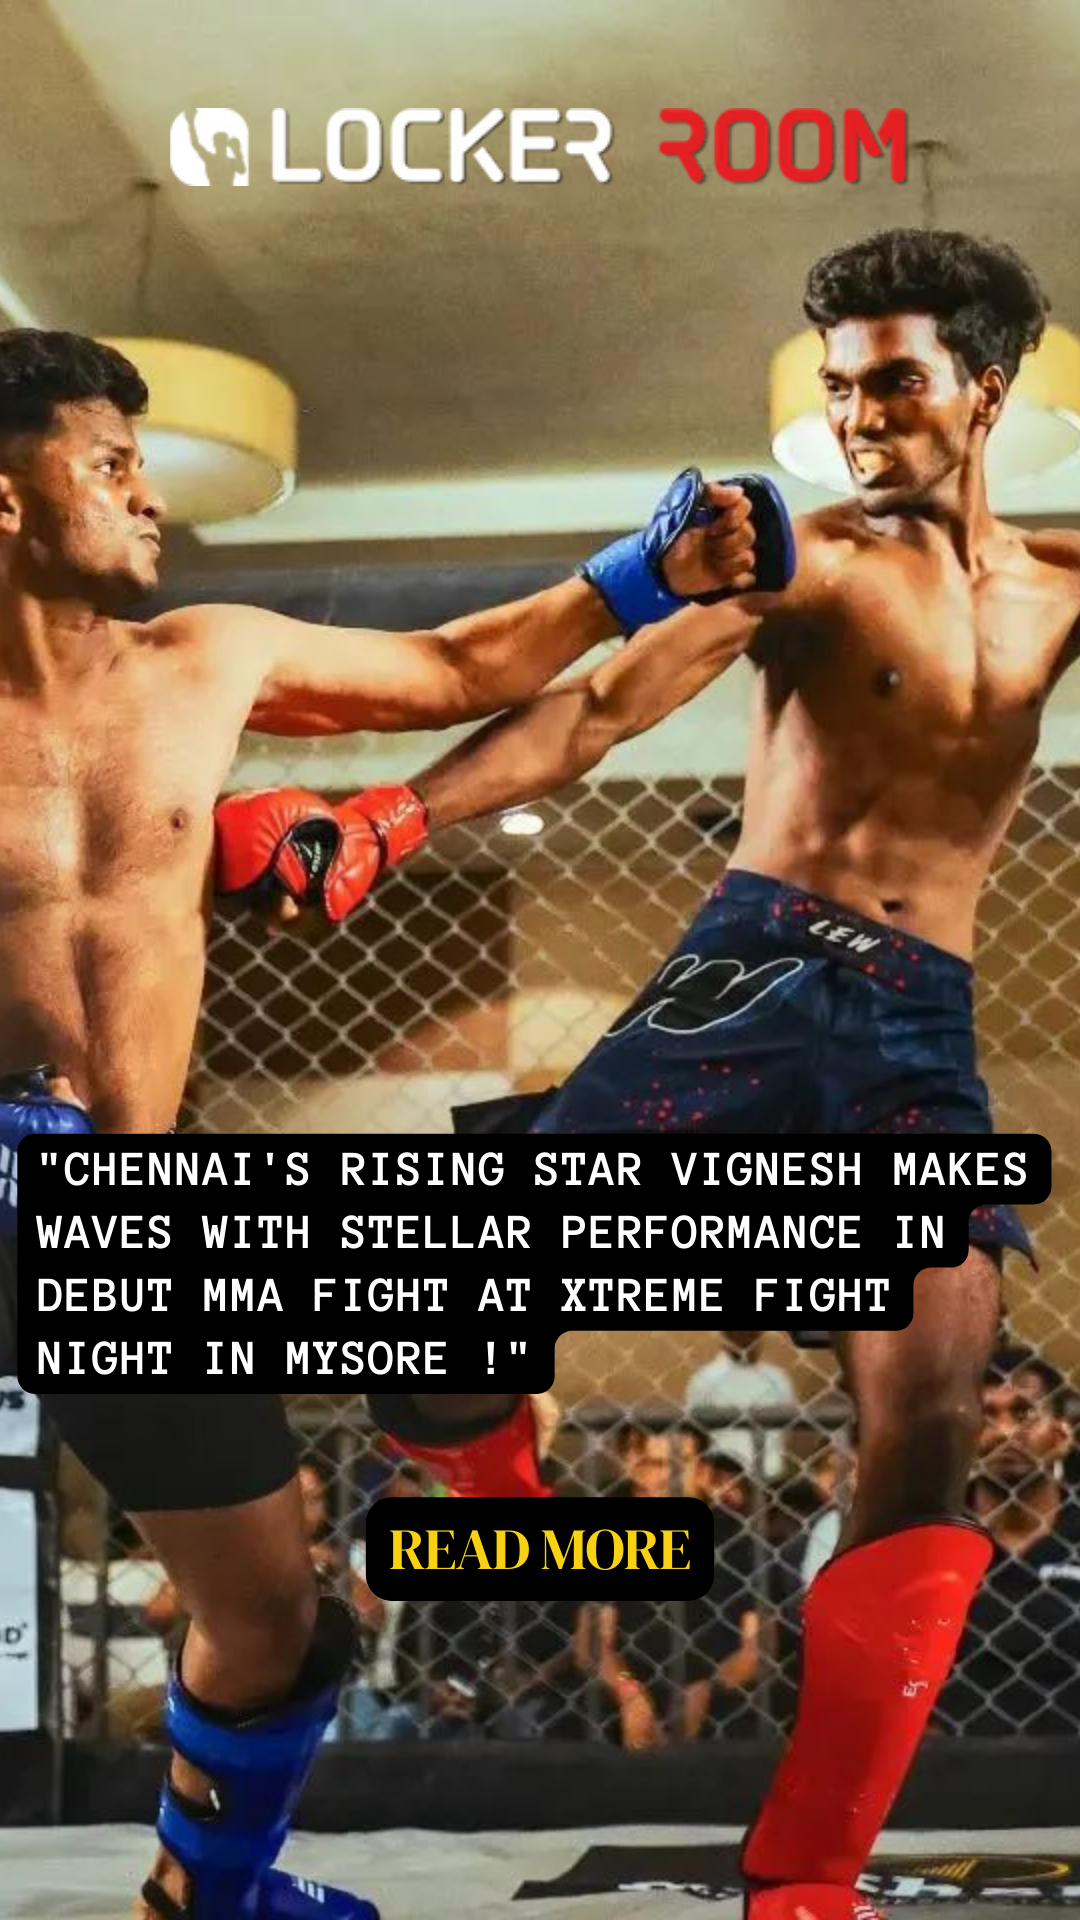 LOCKER ROOM
LEW
"CHENNAI'S RISING STAR VIGNESH MAKES
WAVES WITH STELLAR PERFORMANCE IN
DEBUT MMA FIGHT AT XTREME FIGHT
NIGHT IN MYSORE !"
READ MORE